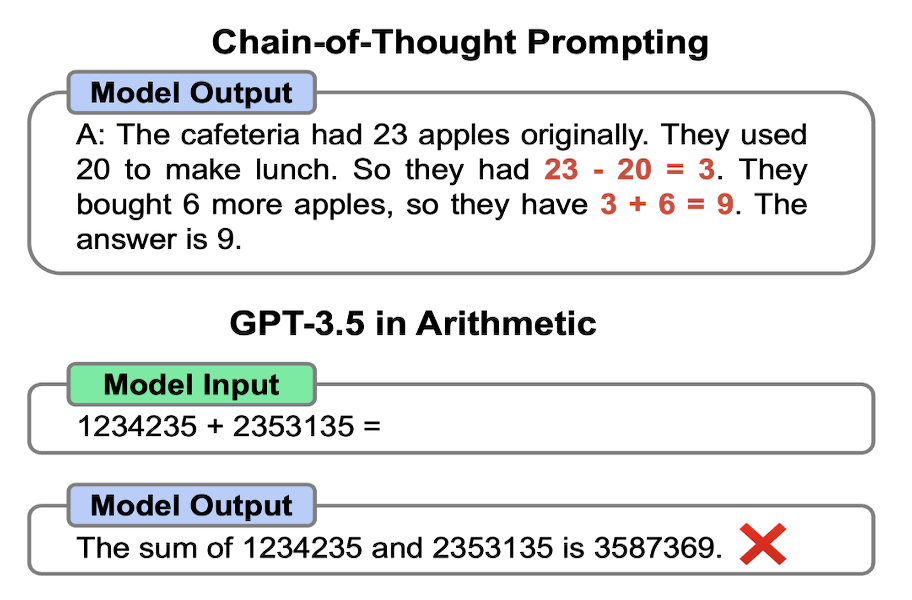 Chain-of-Thought Prompting
Model Output
A: The cafeteria had 23 apples originally. They used
20 to make lunch. So they had 23 - 20 = 3. They
bought 6 more apples, so they have 3 + 6 = 9. The
answer is 9.
GPT-3.5 in Arithmetic
Model Input
1234235 + 2353135 =
Model Output
The sum of 1234235 and 2353135 is 3587369.